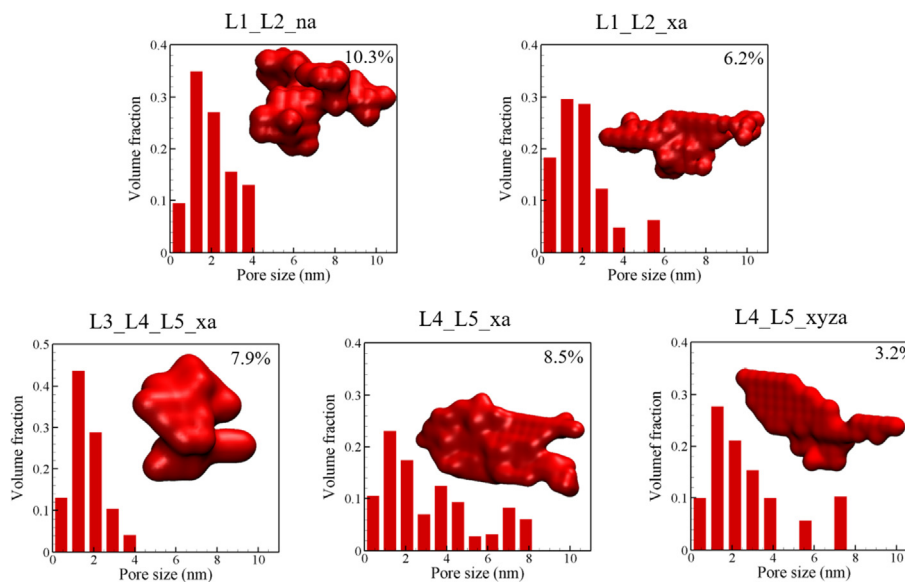 L1_L2_na
L1_L2_xa
10.3%
6.2%
0.4
0.3
0.2
0.1
0
Volume fraction
0 2 4 6 8 10
Pore size (nm)
0.4
0.3
0.2
0.1
0
Volume fraction
0 2 4 6 8 10
Pore size (nm)
L3_L4_L5_xa
L4_L5_xa
L4_L5_xyza
7.9%
8.5%
3.2%
0.5
0.4
0.3
0.2
0.1
0
Volume fraction
0 2 4 6 8 10
Pore size (nm)
0.4
0.3
0.2
0.1
0
Volume fraction
0 2 4 6 8 10
Pore size (nm)
0.4
0.3
0.2
0.1
0
Volumef fraction
0 2 4 6 8 10
Pore size (nm)